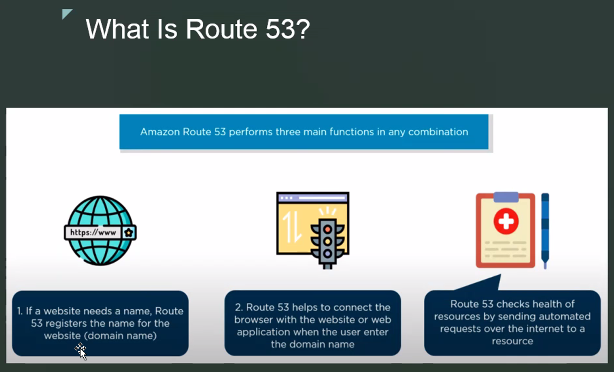 What Is Route 53?
Amazon Route 53 performs three main functions in any combination
https://www
1. If a website needs a name, Route
53 registers the name for the
website (domain name)
2. Route 53 helps to connect the
browser with the website or web
application when the user enter
the domain name
Route 53 checks health of
resources by sending automated
requests over the internet to a
resource